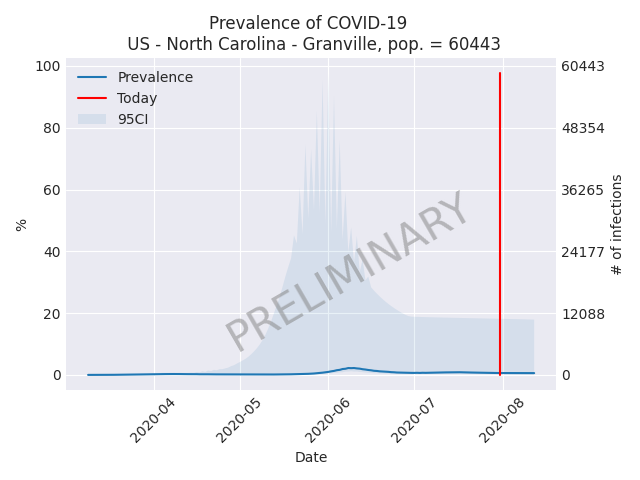 Prevalence of COVID-19
US - North Carolina - Granville, pop. = 60443
100
80
60
40
20
0
%
Prevalence
Today
95CI
PRELIMINARY
60443
48354
36265
24177
12088
0
# of infections
2020-04
2020-05
2020-06
2020-07
2020-08
Date